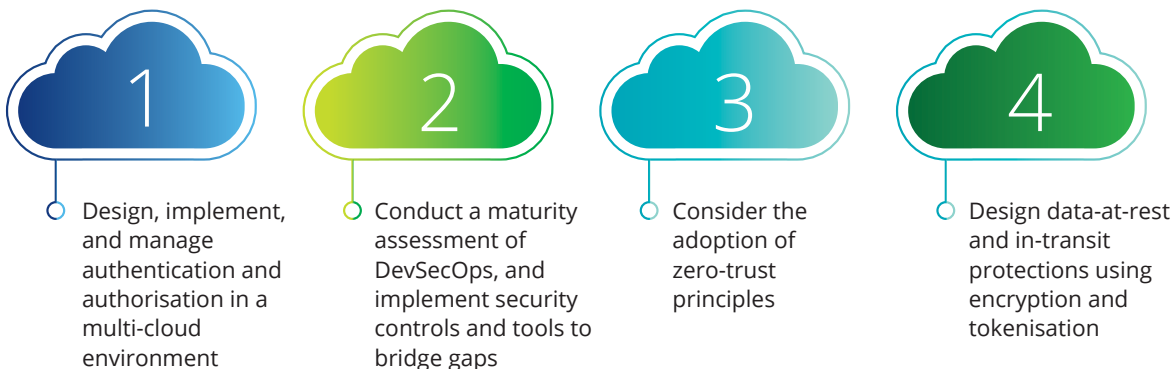 1
Design, implement,
and manage
authentication and
authorisation in a
multi-cloud
environment
2
Conduct a maturity
assessment of
DevSecOps, and
implement security
controls and tools to
bridge gaps
3
Consider the
adoption of
zero-trust
principles
4
Design data-at-rest
and in-transit
protections using
encryption and
tokenisation